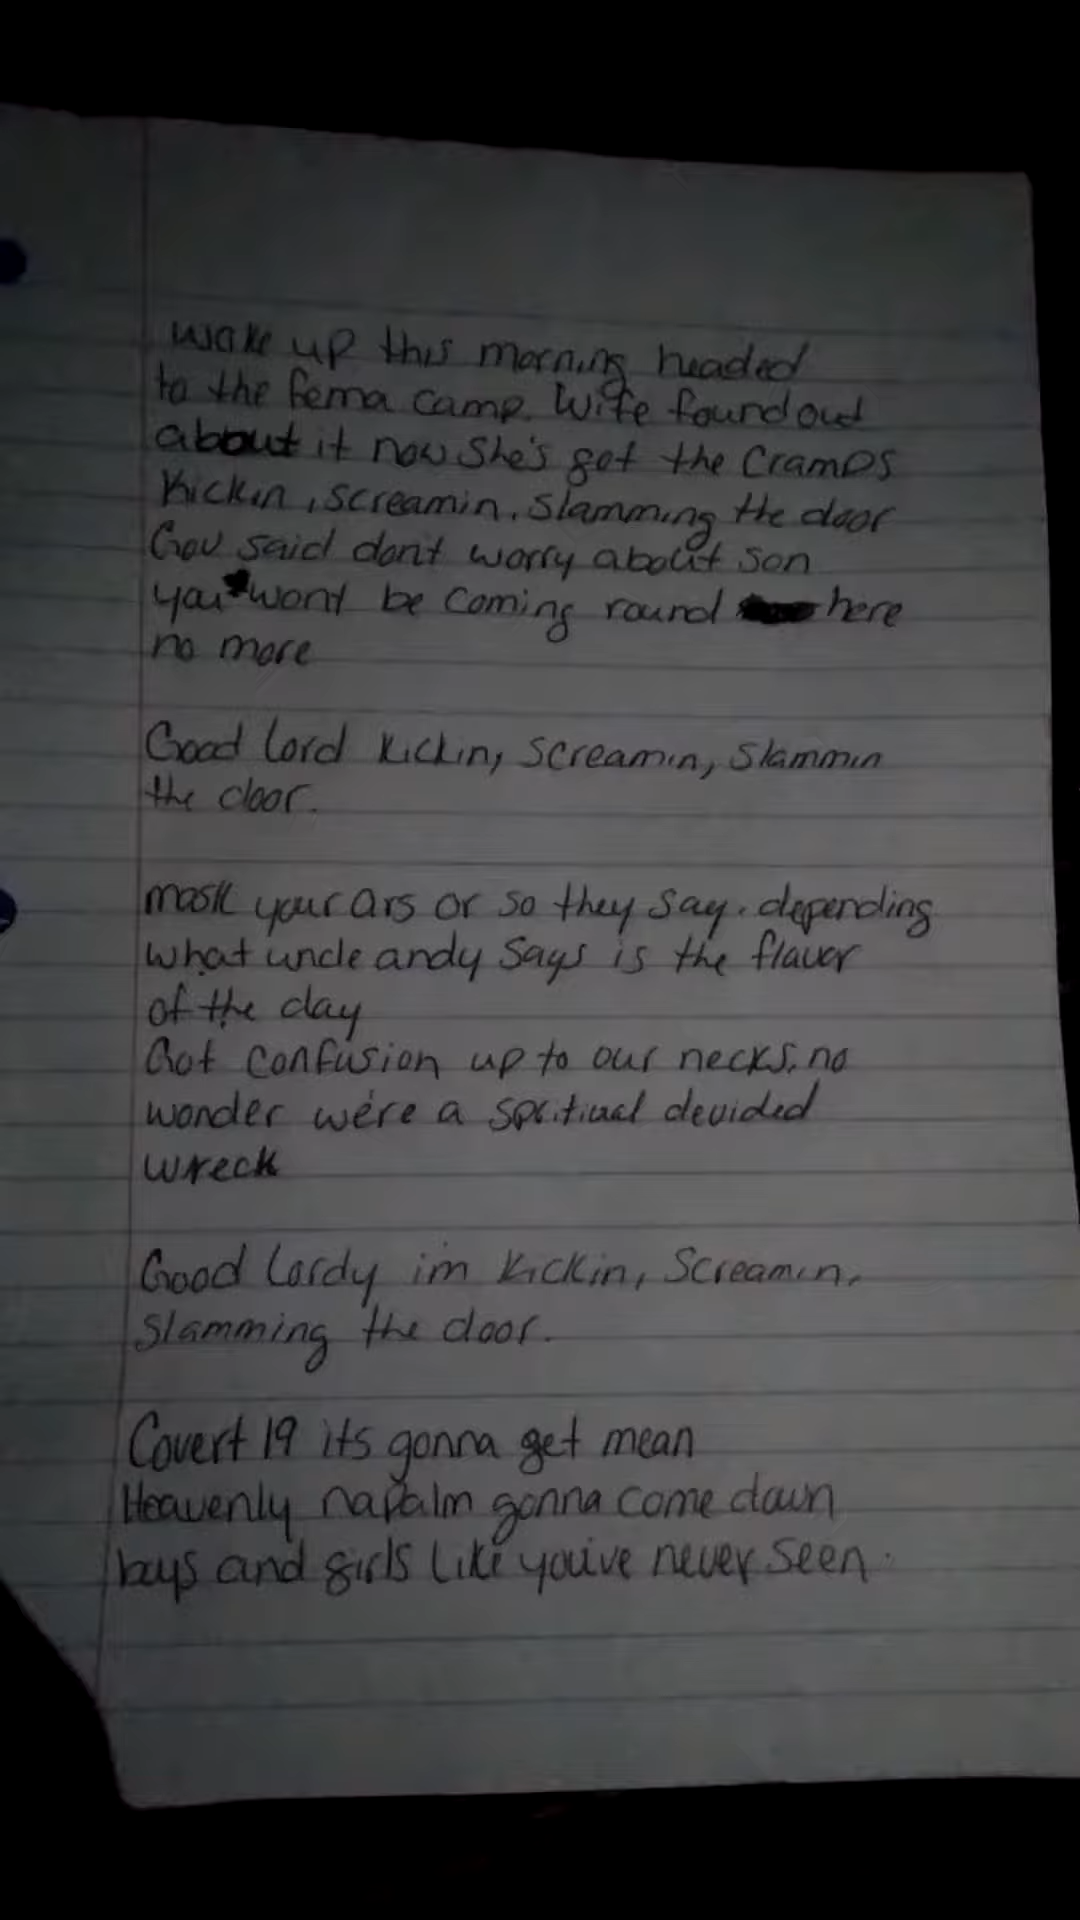 wake up this morning headed
to the fema camp. Wife found out
about it now She's got the Cramps
Kickin, screamin, Slamming the door
Gov said don't worry about son
you wont be coming round here
no more
Good lord kickin, screamin, slammin
the door.
mask your ars or so they say. depending
what uncle andy says is the flavor
of the day
Got confusion up to our necks, no
wonder we're a spritiual devided
wreck
Good lordy im kickin, Screamin,
Slamming the door.
Covert 19 its gonna get mean
Heavenly napalm gonna come down
boys and girls like you've never seen.